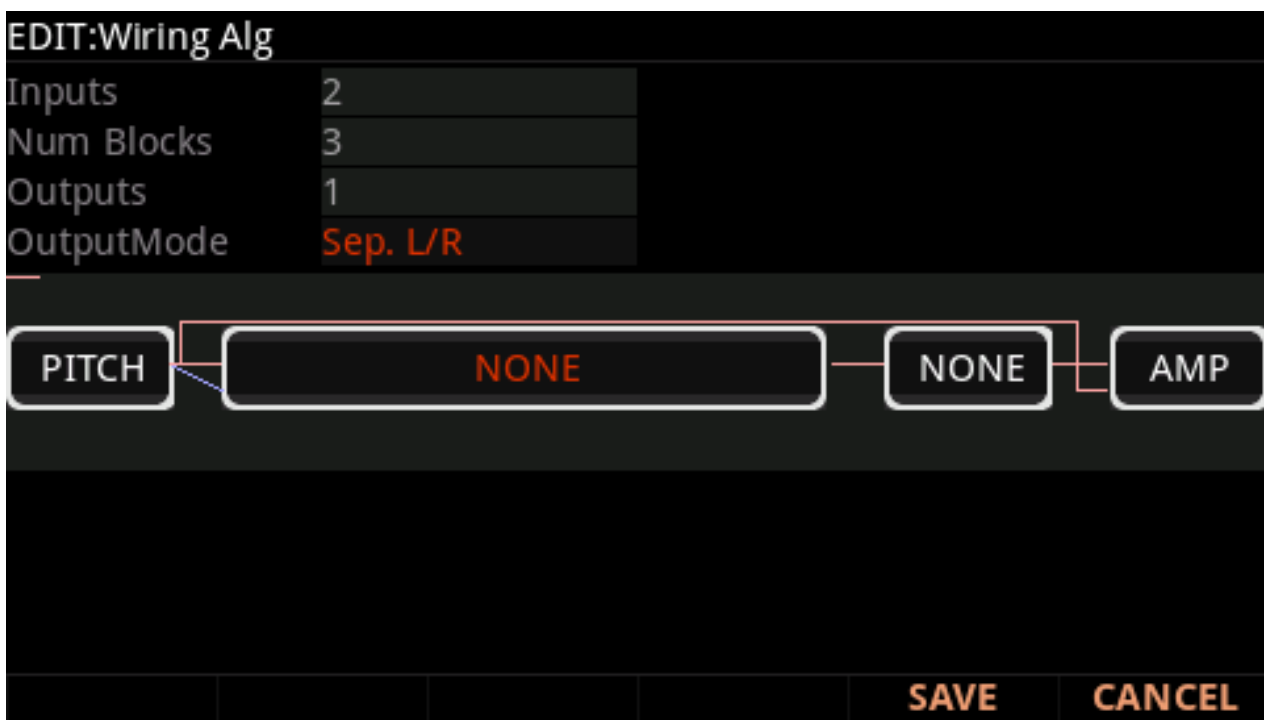 EDIT:Wiring Alg
Inputs 2
Num Blocks 3
Outputs 1
OutputMode Sep. L/R
PITCH NONE NONE AMP
SAVE CANCEL